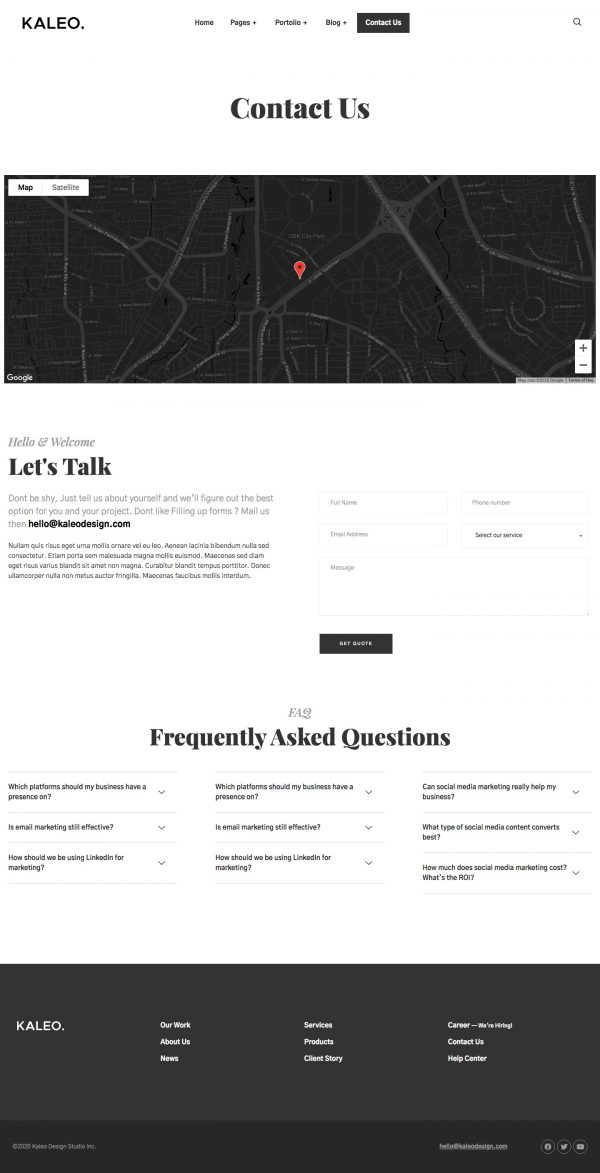 KALEO.
Home Pages + Portolio + Blog + Contact Us
Contact Us
Map Satellite
GBK City Park
Google
Map data ©2020 Google Terms of Use
Hello & Welcome
Let's Talk
Dont be shy, Just tell us about yourself and we'll figure out the best
option for you and your project. Dont like Filling up forms ? Mail us
then hello@kaleodesign.com
Nullam quis risus eget urna mollis ornare vel eu leo. Aenean lacinia bibendum nulla sed
consectetur. Etiam porta sem malesuada magna mollis euismod. Maecenas sed diam
eget risus varius blandit sit amet non magna. Curabitur blandit tempus porttitor. Donec
ullamcorper nulla non metus auctor fringilla. Maecenas faucibus mollis interdum.
Full Name
Phone number
Email Address
Select our service
Message
GET QUOTE
FAQ
Frequently Asked Questions
Which platforms should my business have a
presence on?
Is email marketing still effective?
How should we be using LinkedIn for
marketing?
Which platforms should my business have a
presence on?
Is email marketing still effective?
How should we be using LinkedIn for
marketing?
Can social media marketing really help my
business?
What type of social media content converts
best?
How much does social media marketing cost?
What's the ROI?
KALEO.
Our Work
About Us
News
Services
Products
Client Story
Career — We're Hiring!
Contact Us
Help Center
©2020 Kaleo Design Studio inc.
hello@kaleodesign.com